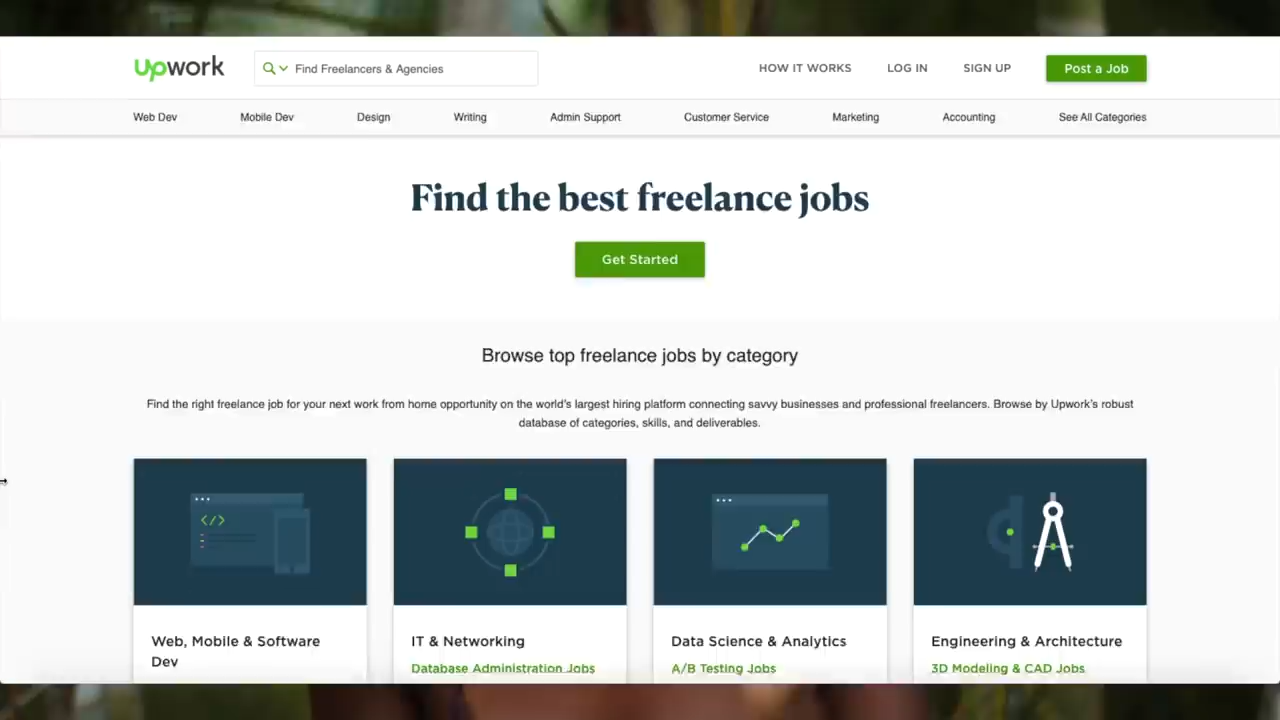 upwork
Find Freelancers & Agencies
HOW IT WORKS
LOG IN
SIGN UP
Post a Job
Web Dev
Mobile Dev
Design
Writing
Admin Support
Customer Service
Marketing
Accounting
See All Categories
Find the best freelance jobs
Get Started
Browse top freelance jobs by category
Find the right freelance job for your next work from home opportunity on the world's largest hiring platform connecting savvy businesses and professional freelancers. Browse by Upwork's robust
database of categories, skills, and deliverables.
</>
Web, Mobile & Software
Dev
IT & Networking
Database Administration Jobs
Data Science & Analytics
A/B Testing Jobs
Engineering & Architecture
3D Modeling & CAD Jobs